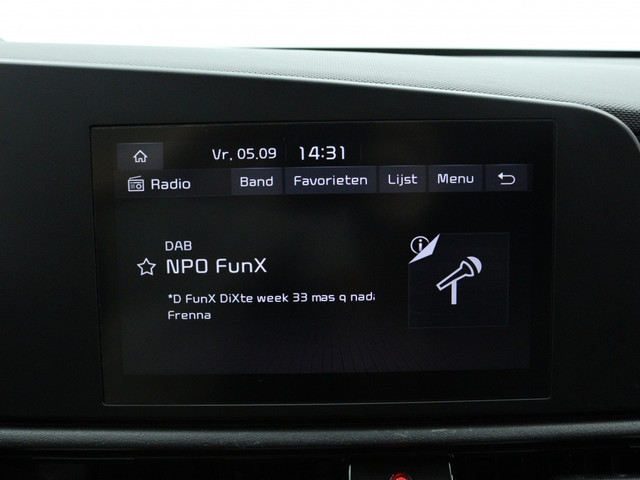 Vr. 05.09 14:31
Radio Band Favorieten Lijst Menu
DAB
NPO FunX
*D FunX DiXte week 33 mas q nada
Frenna